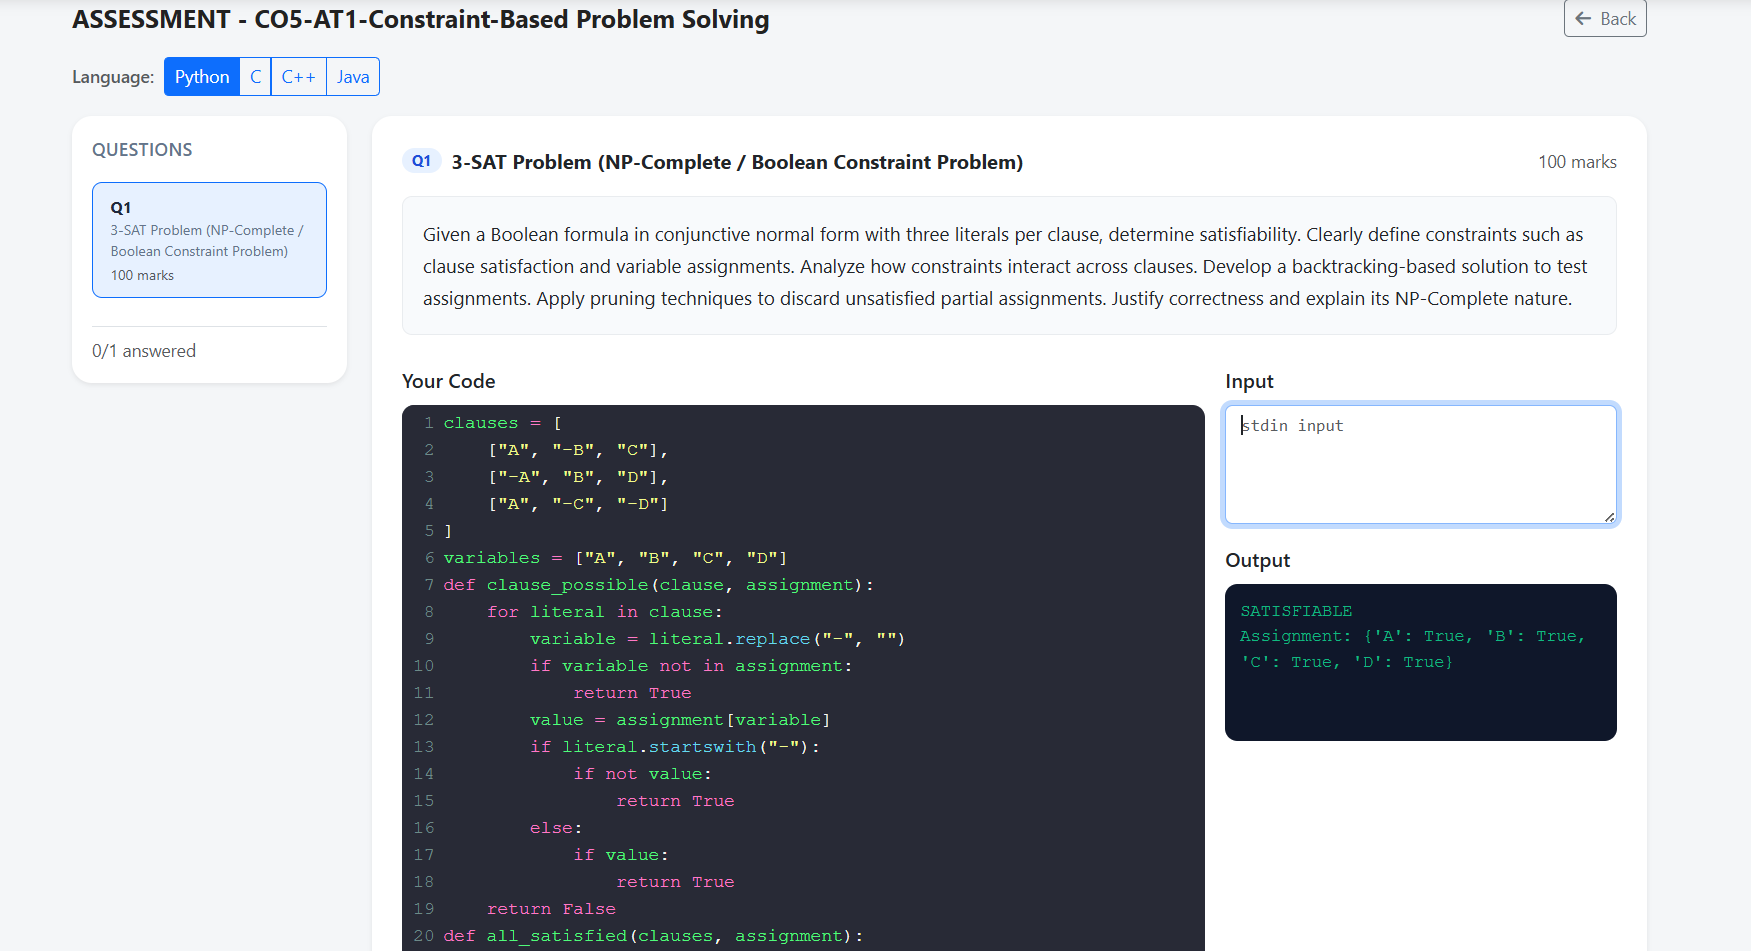 ASSESSMENT - CO5-AT1-Constraint-Based Problem Solving
← Back
Language: Python C C++ Java
QUESTIONS
Q1
3-SAT Problem (NP-Complete /
Boolean Constraint Problem)
100 marks
0/1 answered
Q1 3-SAT Problem (NP-Complete / Boolean Constraint Problem)
100 marks
Given a Boolean formula in conjunctive normal form with three literals per clause, determine satisfiability. Clearly define constraints such as
clause satisfaction and variable assignments. Analyze how constraints interact across clauses. Develop a backtracking-based solution to test
assignments. Apply pruning techniques to discard unsatisfied partial assignments. Justify correctness and explain its NP-Complete nature.
Your Code
1 clauses = [
2     ["A", "-B", "C"],
3     ["-A", "B", "D"],
4     ["A", "-C", "-D"]
5 ]
6 variables = ["A", "B", "C", "D"]
7 def clause_possible(clause, assignment):
8     for literal in clause:
9         variable = literal.replace("-", "")
10         if variable not in assignment:
11             return True
12         value = assignment[variable]
13         if literal.startswith("-"):
14             if not value:
15                 return True
16         else:
17             if value:
18                 return True
19     return False
20 def all_satisfied(clauses, assignment):
Input
stdin input
Output
SATISFIABLE
Assignment: {'A': True, 'B': True,
'C': True, 'D': True}